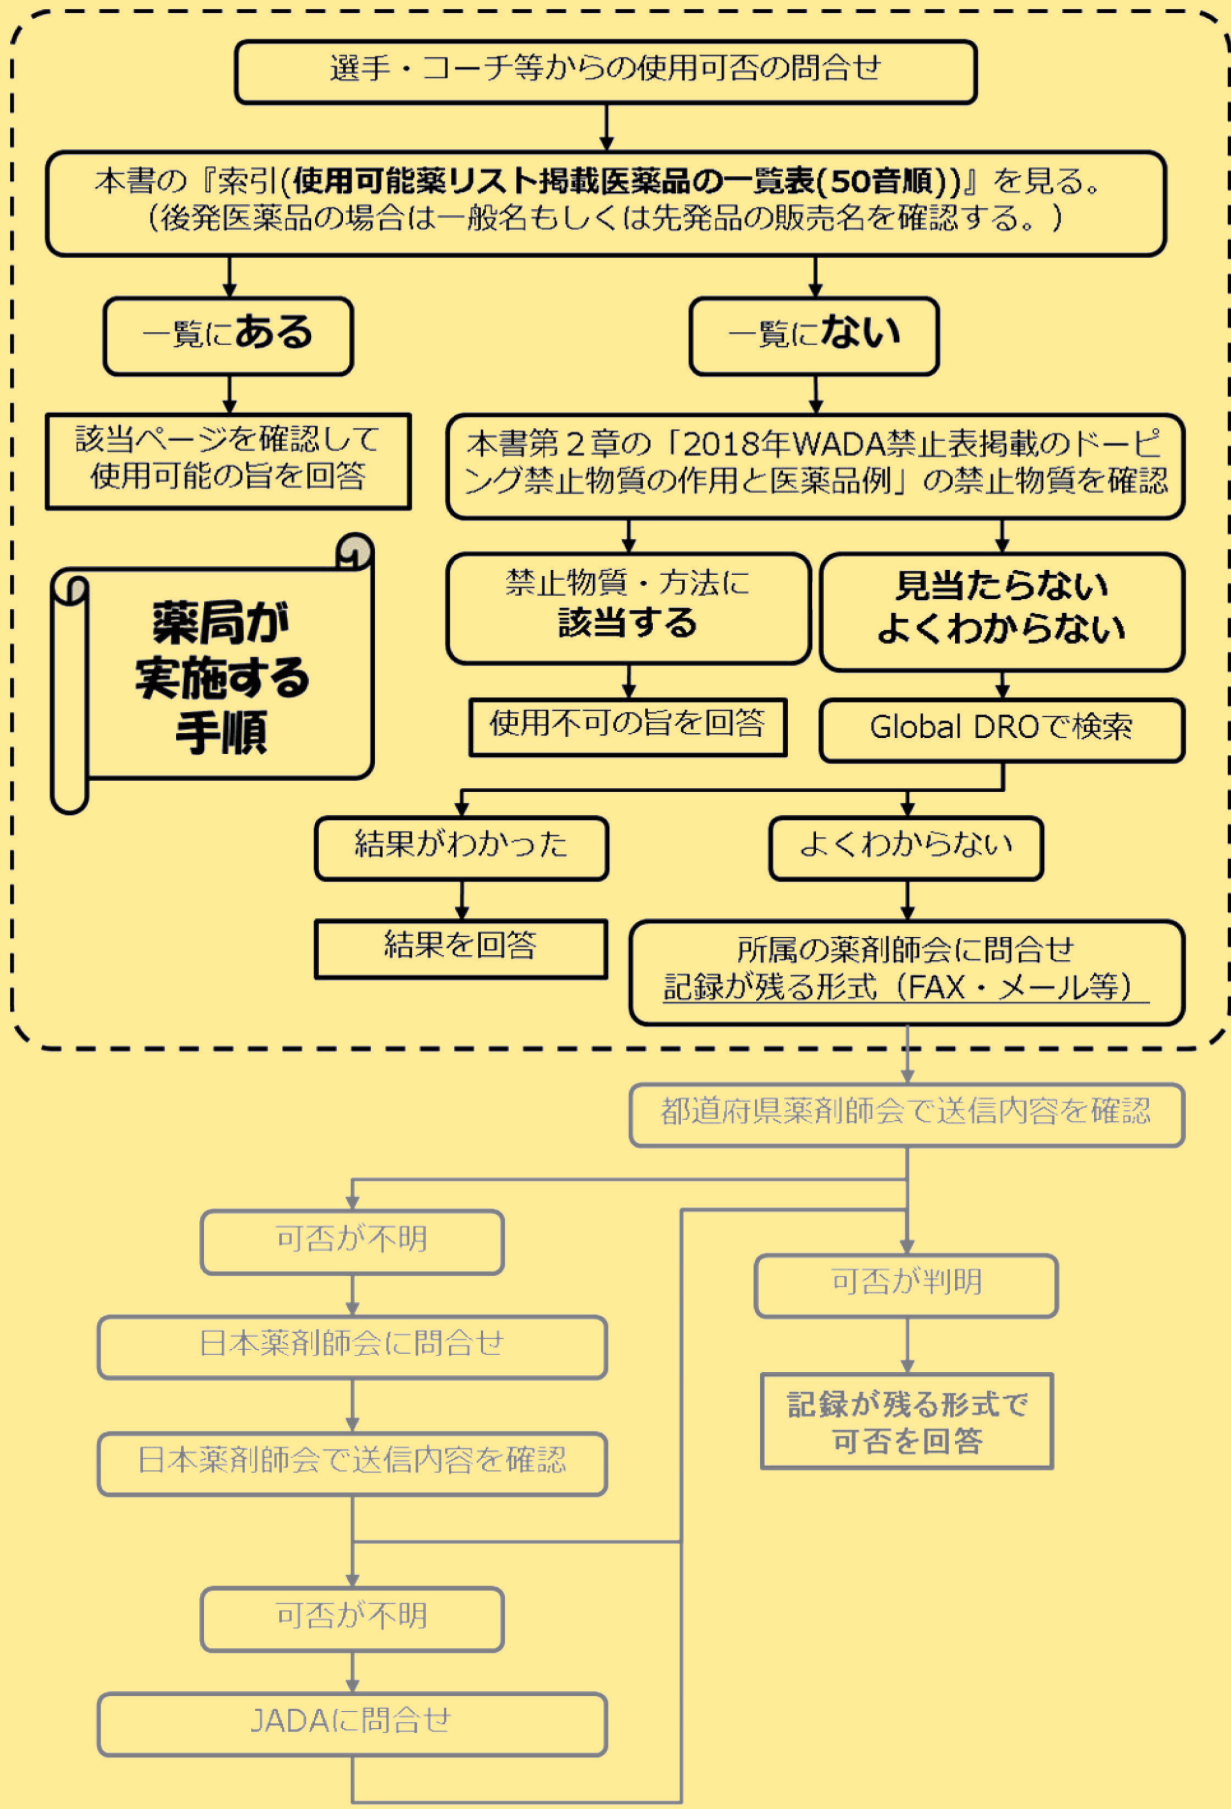 選手・コーチ等からの使用可否の問合せ
本書の『索引(使用可能薬リスト掲載医薬品の一覧表(50音順))』を見る。
（後発医薬品の場合は一般名もしくは先発品の販売名を確認する。）
一覧にある
一覧にない
該当ページを確認して
使用可能の旨を回答
本書第２章の「2018年WADA禁止表掲載のドーピ
ング禁止物質の作用と医薬品例」の禁止物質を確認
薬局が
実施する
手順
禁止物質・方法に
該当する
見当たらない
よくわからない
使用不可の旨を回答
Global DROで検索
結果がわかった
よくわからない
結果を回答
所属の薬剤師会に問合せ
記録が残る形式（FAX・メール等）
都道府県薬剤師会で送信内容を確認
可否が不明
可否が判明
日本薬剤師会に問合せ
記録が残る形式で
可否を回答
日本薬剤師会で送信内容を確認
可否が不明
JADAに問合せ